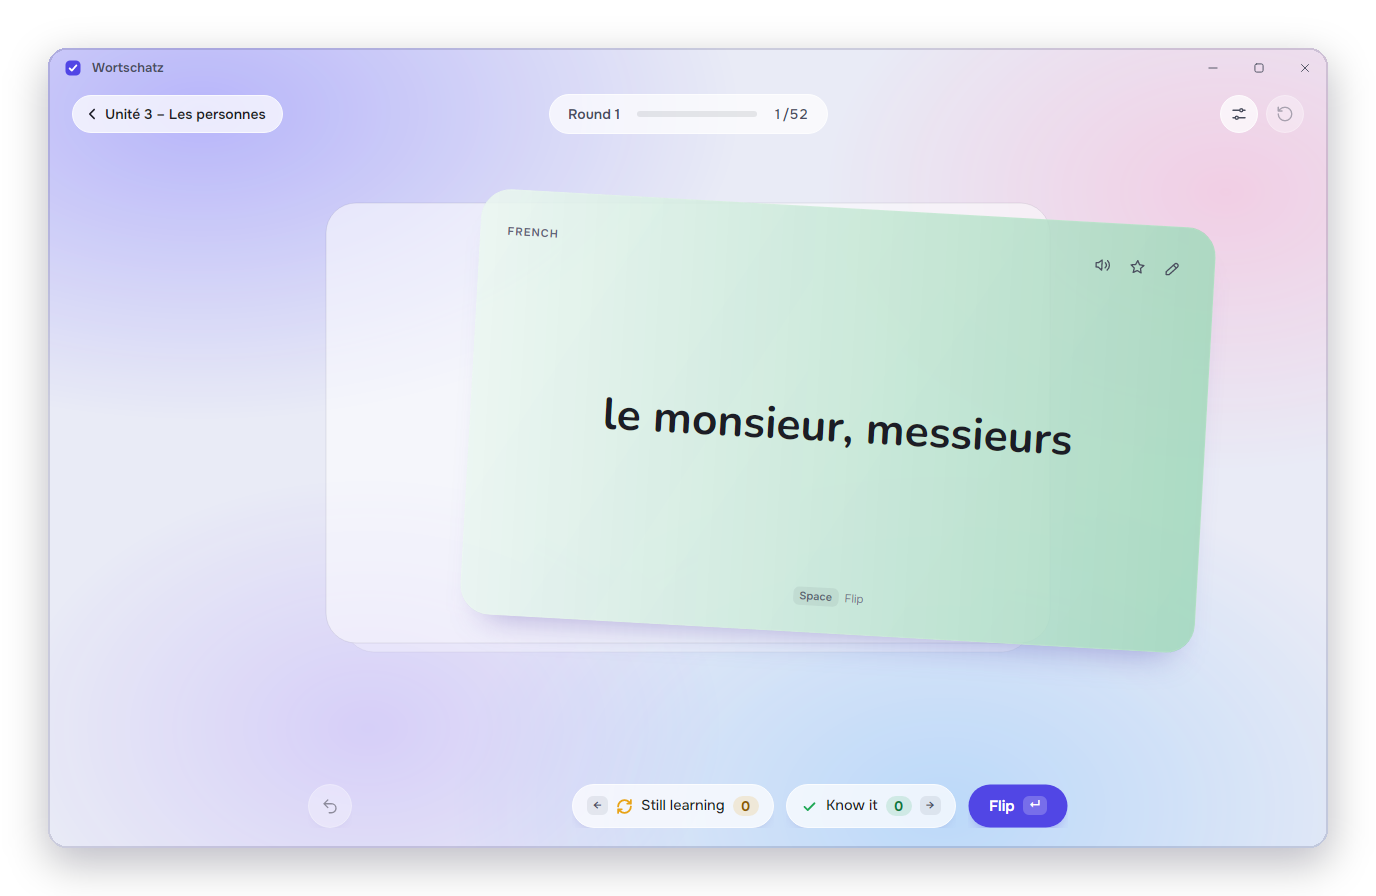 Wortschatz
Unité 3 – Les personnes
Round 1
1/52
FRENCH
le monsieur, messieurs
Space Flip
Still learning 0
Know it 0
Flip